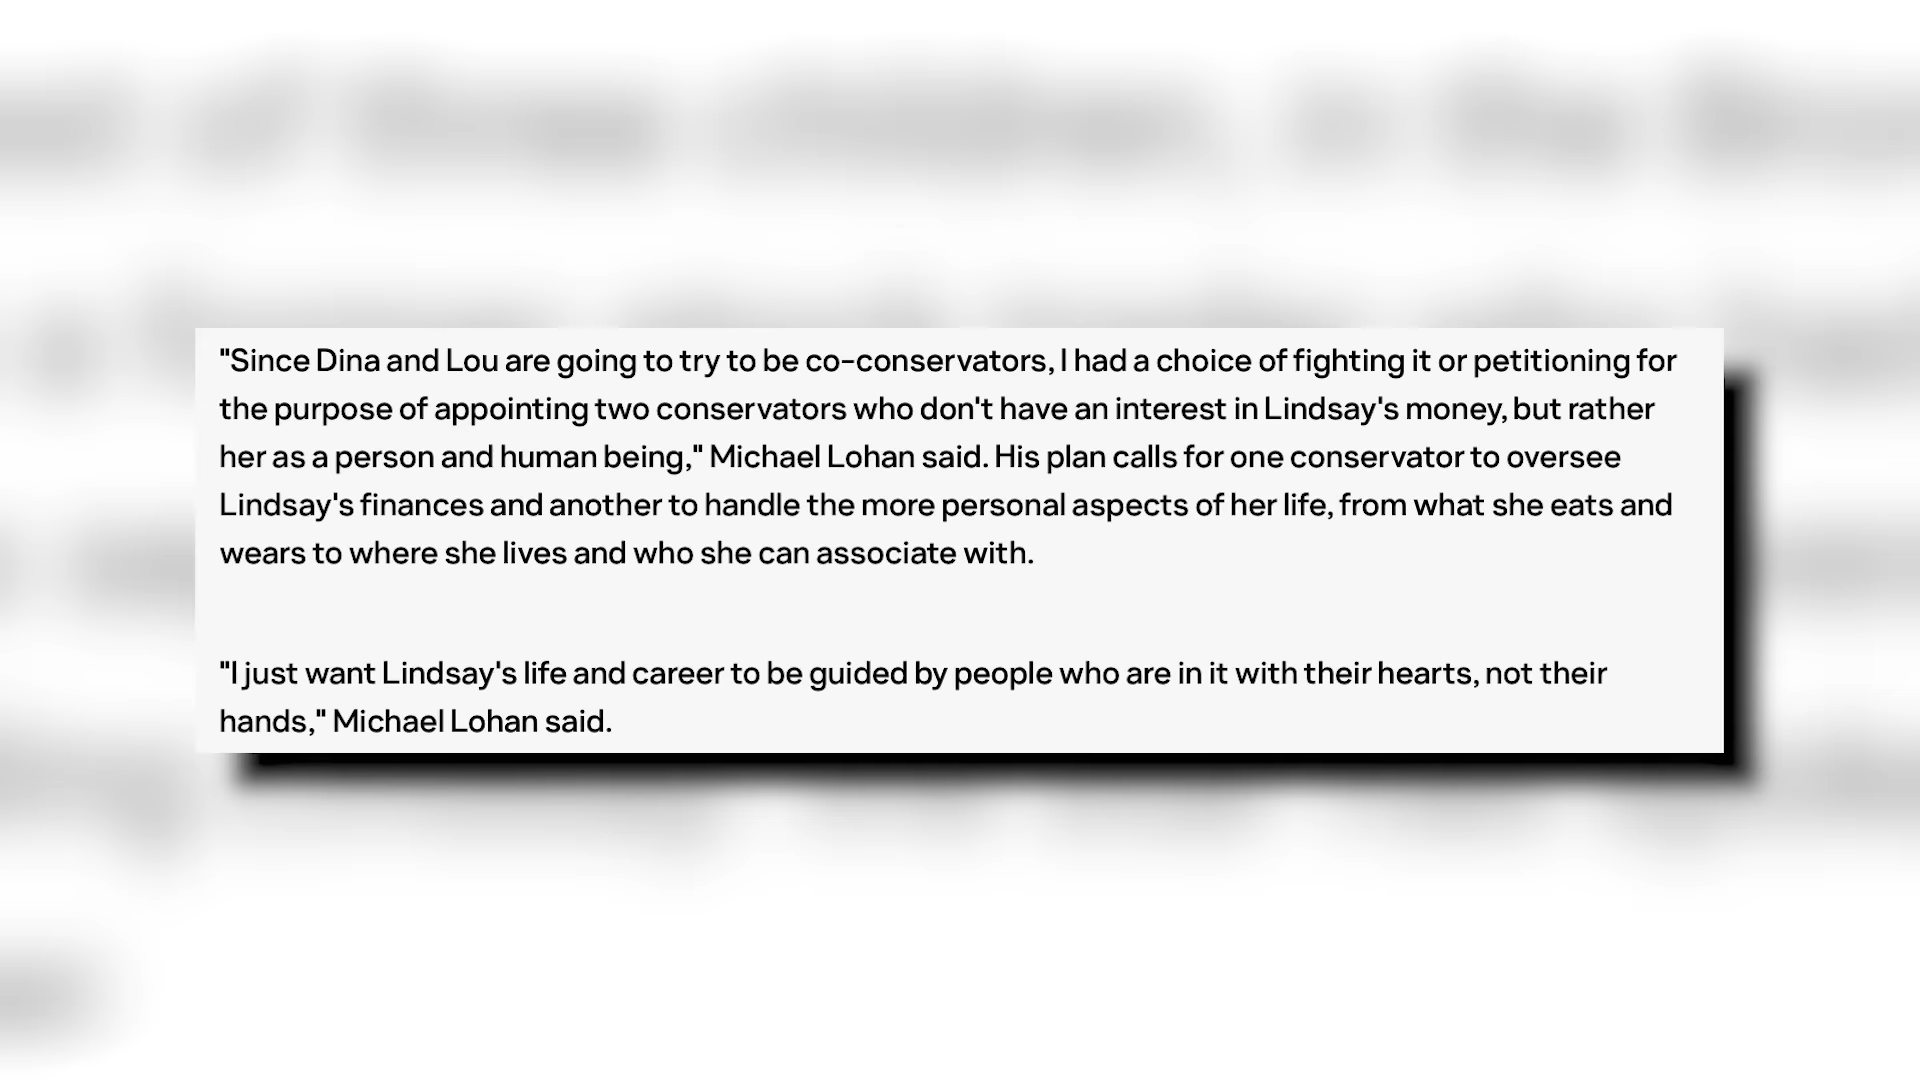 "Since Dina and Lou are going to try to be co-conservators, I had a choice of fighting it or petitioning for
the purpose of appointing two conservators who don't have an interest in Lindsay's money, but rather
her as a person and human being," Michael Lohan said. His plan calls for one conservator to oversee
Lindsay's finances and another to handle the more personal aspects of her life, from what she eats and
wears to where she lives and who she can associate with.
"I just want Lindsay's life and career to be guided by people who are in it with their hearts, not their
hands," Michael Lohan said.